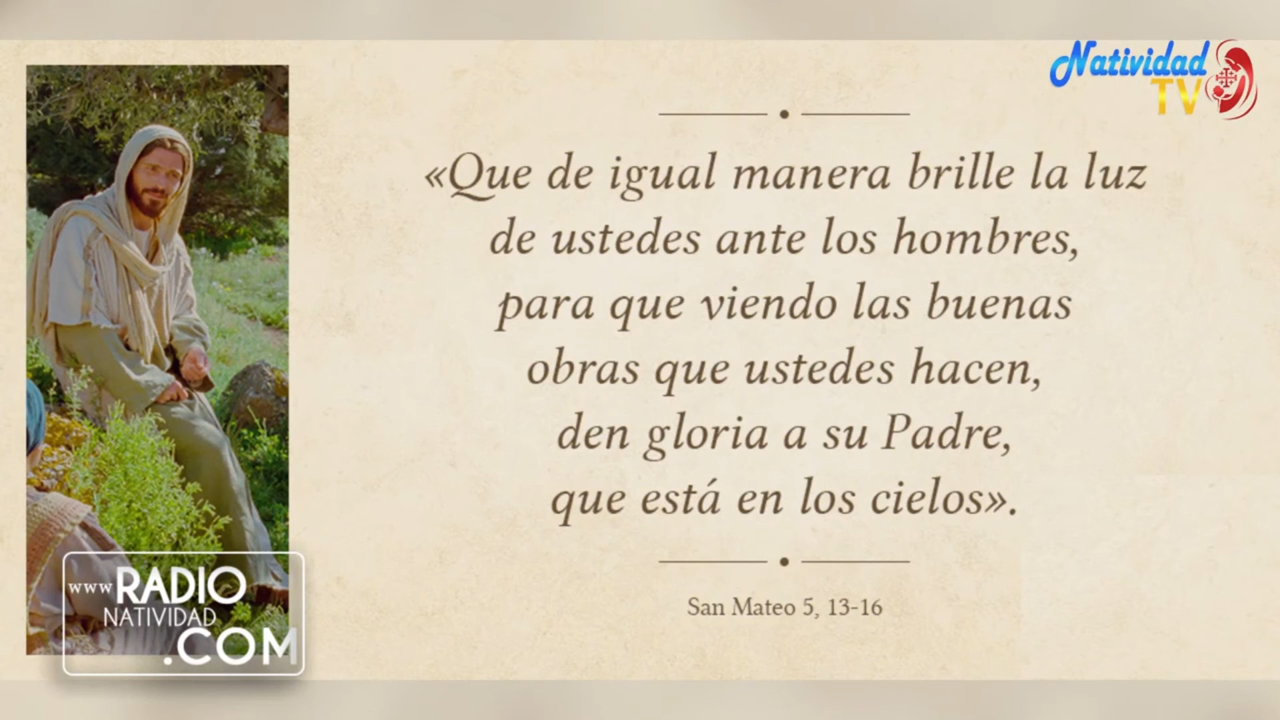 Natividad
TV
«Que de igual manera brille la luz
de ustedes ante los hombres,
para que viendo las buenas
obras que ustedes hacen,
den gloria a su Padre,
que está en los cielos».
San Mateo 5, 13-16
www RADIO
NATIVIDAD
.COM